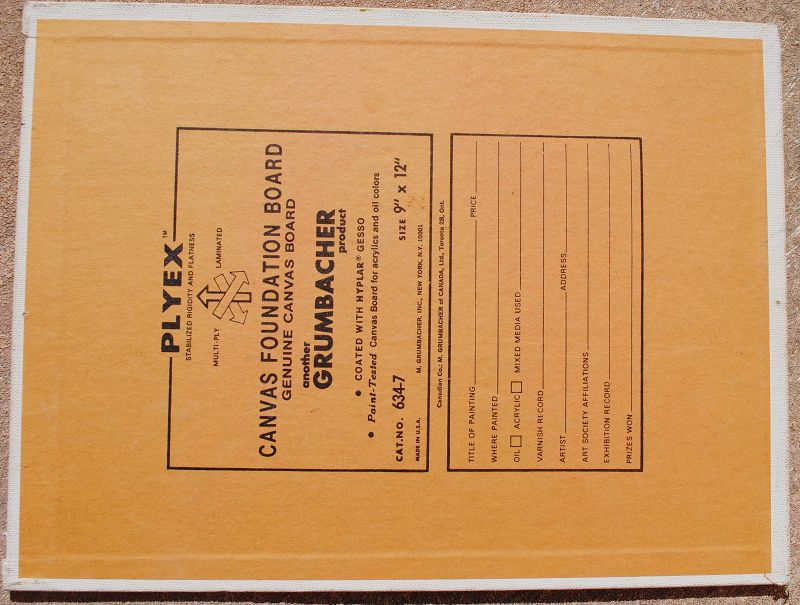 PLYEX™
STABILIZED RIGIDITY AND FLATNESS
MULTI-PLY LAMINATED
CANVAS FOUNDATION BOARD
GENUINE CANVAS BOARD
another
GRUMBACHER
product
• COATED WITH HYPLAR® GESSO
• Paint-Tested Canvas Board for acrylics and oil colors
CAT.NO. 634-7 SIZE 9" x 12"
MADE IN U.S.A. M. GRUMBACHER, INC., NEW YORK, N.Y. 10001
Canadian Co.: M. GRUMBACHER of CANADA, Ltd., Toronto 28, Ont.
TITLE OF PAINTING PRICE
WHERE PAINTED
OIL ACRYLIC MIXED MEDIA USED
VARNISH RECORD
ARTIST ADDRESS
ART SOCIETY AFFILIATIONS
EXHIBITION RECORD
PRIZES WON